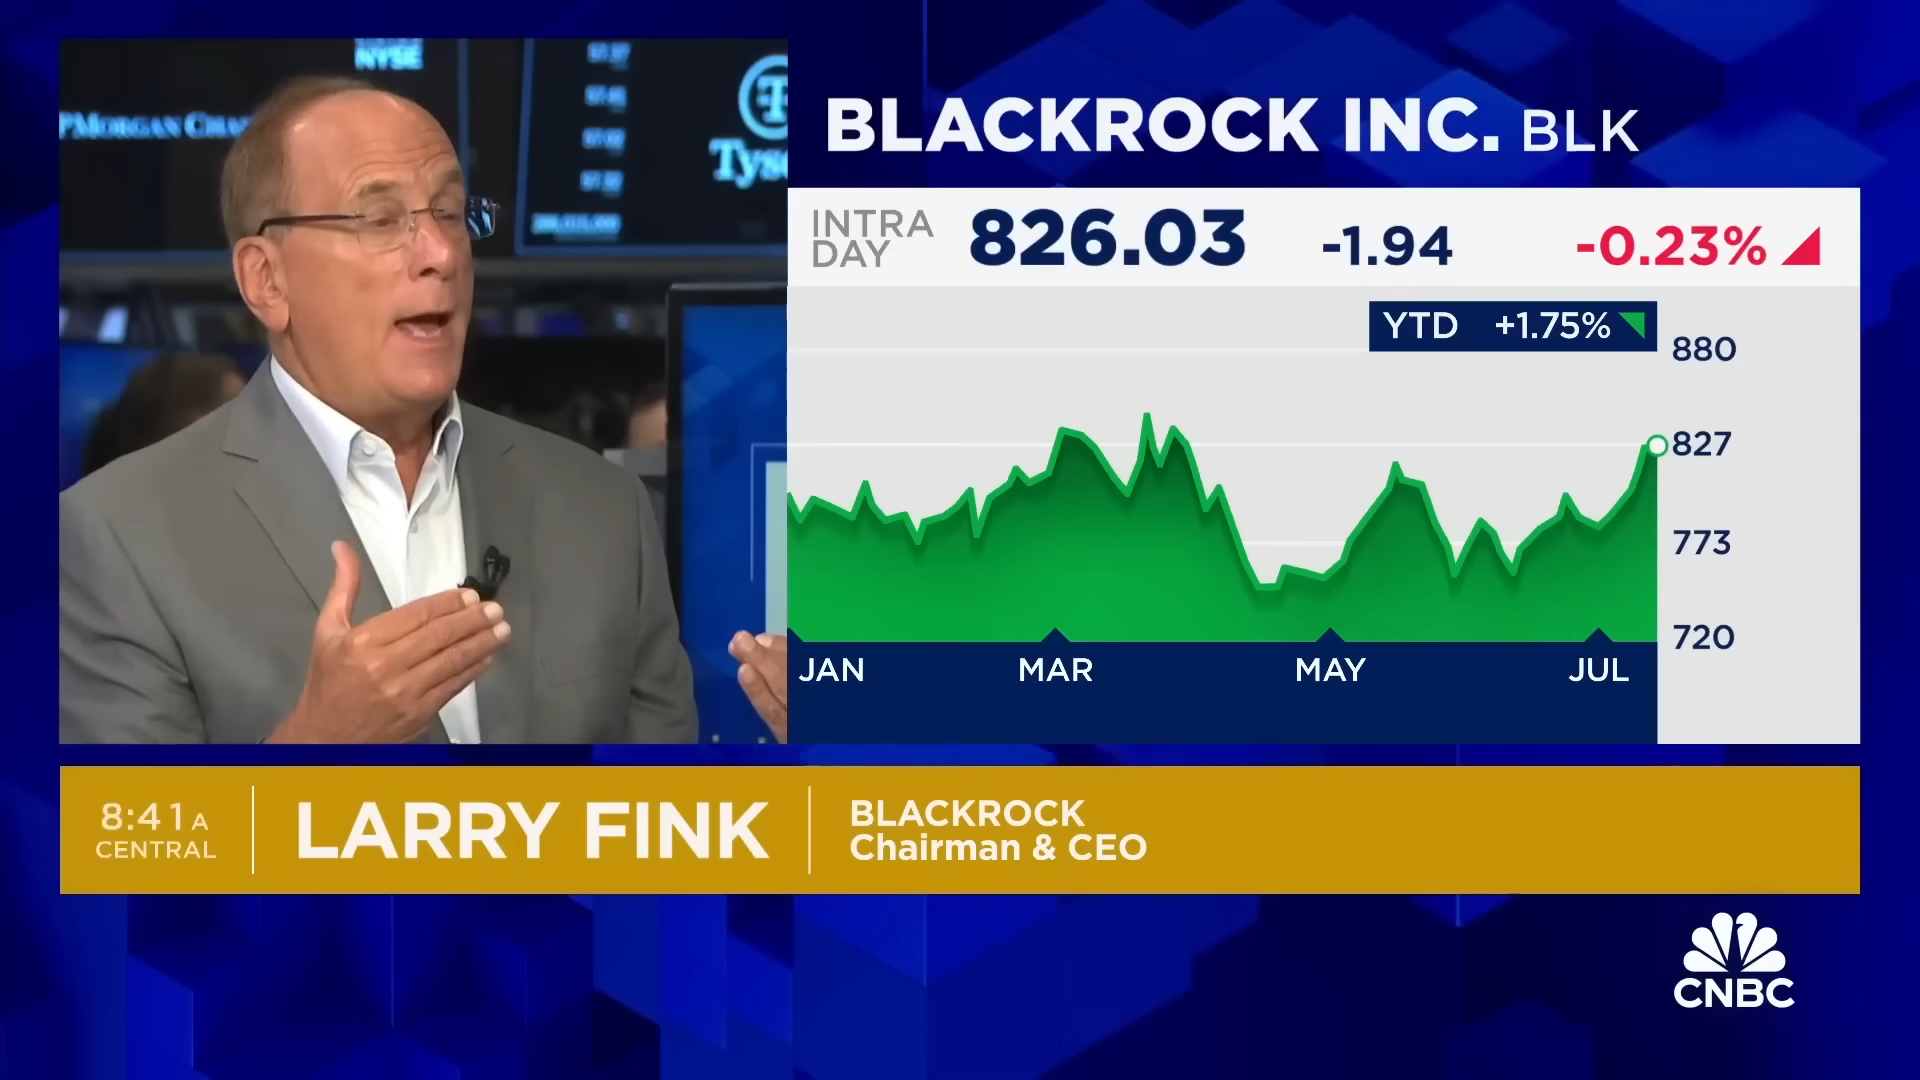 NYSE
BLACKROCK INC. BLK
INTRA
DAY
826.03
-1.94
-0.23%
YTD +1.75%
880
827
773
720
JAN
MAR
MAY
JUL
8:41A
CENTRAL
LARRY FINK
BLACKROCK
Chairman & CEO
CNBC